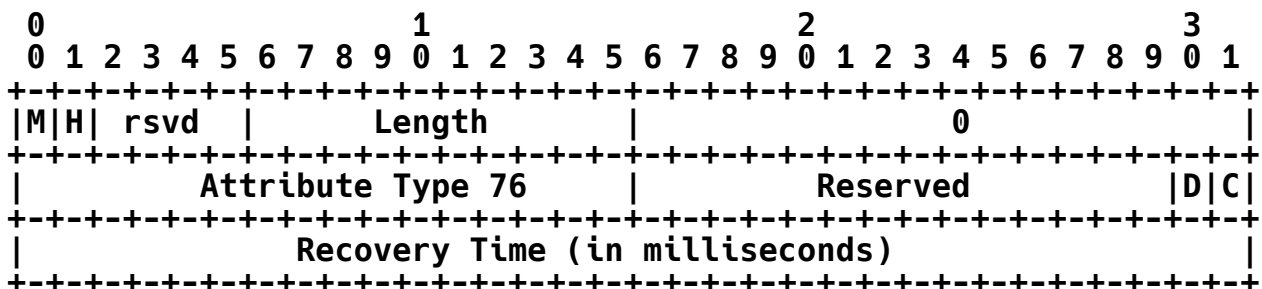 0                   1                   2                   3
 0 1 2 3 4 5 6 7 8 9 0 1 2 3 4 5 6 7 8 9 0 1 2 3 4 5 6 7 8 9 0 1
+-+-+-+-+-+-+-+-+-+-+-+-+-+-+-+-+-+-+-+-+-+-+-+-+-+-+-+-+-+-+-+-+
|M|H| rsvd  |      Length       |               0               |
+-+-+-+-+-+-+-+-+-+-+-+-+-+-+-+-+-+-+-+-+-+-+-+-+-+-+-+-+-+-+-+-+
|         Attribute Type 76     |         Reserved          |D|C|
+-+-+-+-+-+-+-+-+-+-+-+-+-+-+-+-+-+-+-+-+-+-+-+-+-+-+-+-+-+-+-+-+
|              Recovery Time (in milliseconds)                  |
+-+-+-+-+-+-+-+-+-+-+-+-+-+-+-+-+-+-+-+-+-+-+-+-+-+-+-+-+-+-+-+-+